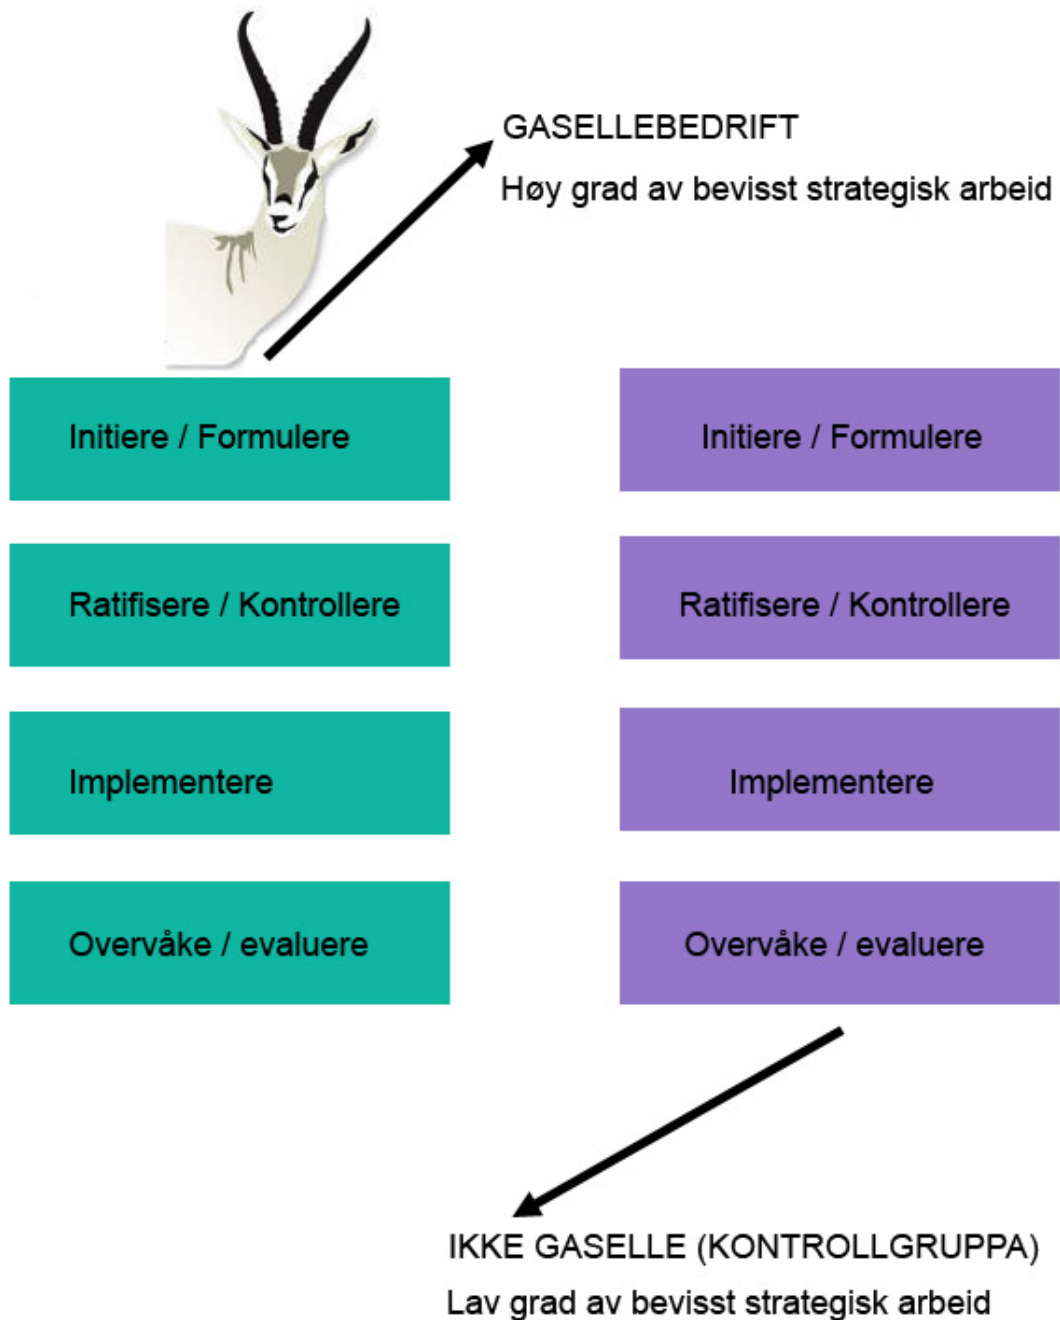 GASELLEBEDRIFT
Høy grad av bevisst strategisk arbeid
Initiere / Formulere
Initiere / Formulere
Ratifisere / Kontrollere
Ratifisere / Kontrollere
Implementere
Implementere
Overvåke / evaluere
Overvåke / evaluere
IKKE GASELLE (KONTROLLGRUPPA)
Lav grad av bevisst strategisk arbeid